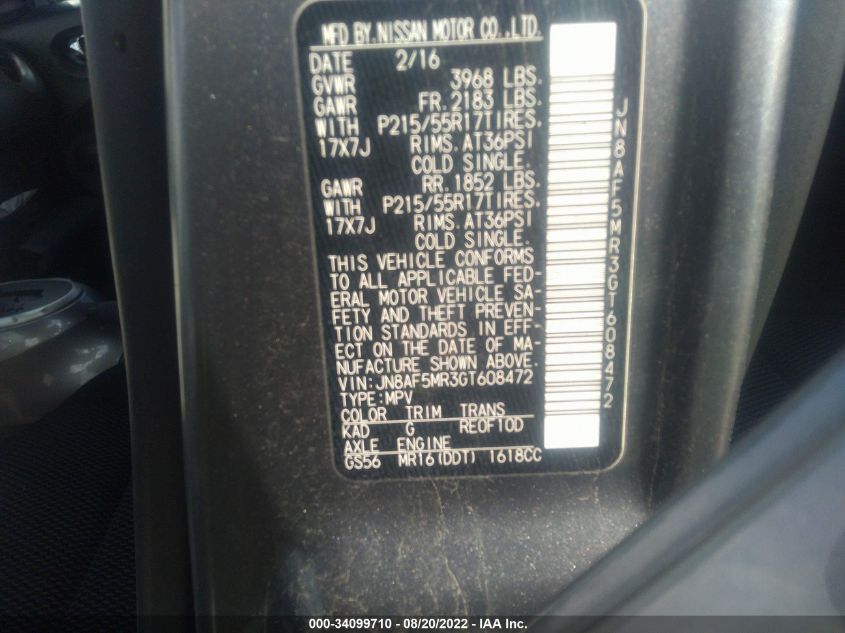 MFD BY.NISSAN MOTOR CO.,LTD.
DATE 2/16
GVWR 3968 LBS.
GAWR FR.2183 LBS.
WITH P215/55R17TIRES.
17X7J RIMS.AT36PSI
COLD SINGLE.
GAWR RR.1852 LBS.
WITH P215/55R17TIRES.
17X7J RIMS.AT36PSI
COLD SINGLE.
THIS VEHICLE CONFORMS
TO ALL APPLICABLE FED-
ERAL MOTOR VEHICLE SA-
FETY AND THEFT PREVEN-
TION STANDARDS IN EFF-
ECT ON THE DATE OF MA-
NUFACTURE SHOWN ABOVE.
VIN:JN8AF5MR3GT608472
TYPE:MPV
COLOR TRIM TRANS
KAD G REOF10D
AXLE ENGINE
GS56 MR16(DDT) 1618CC
JN8AF5MR3GT608472
000-34099710 - 08/20/2022 - IAA Inc.